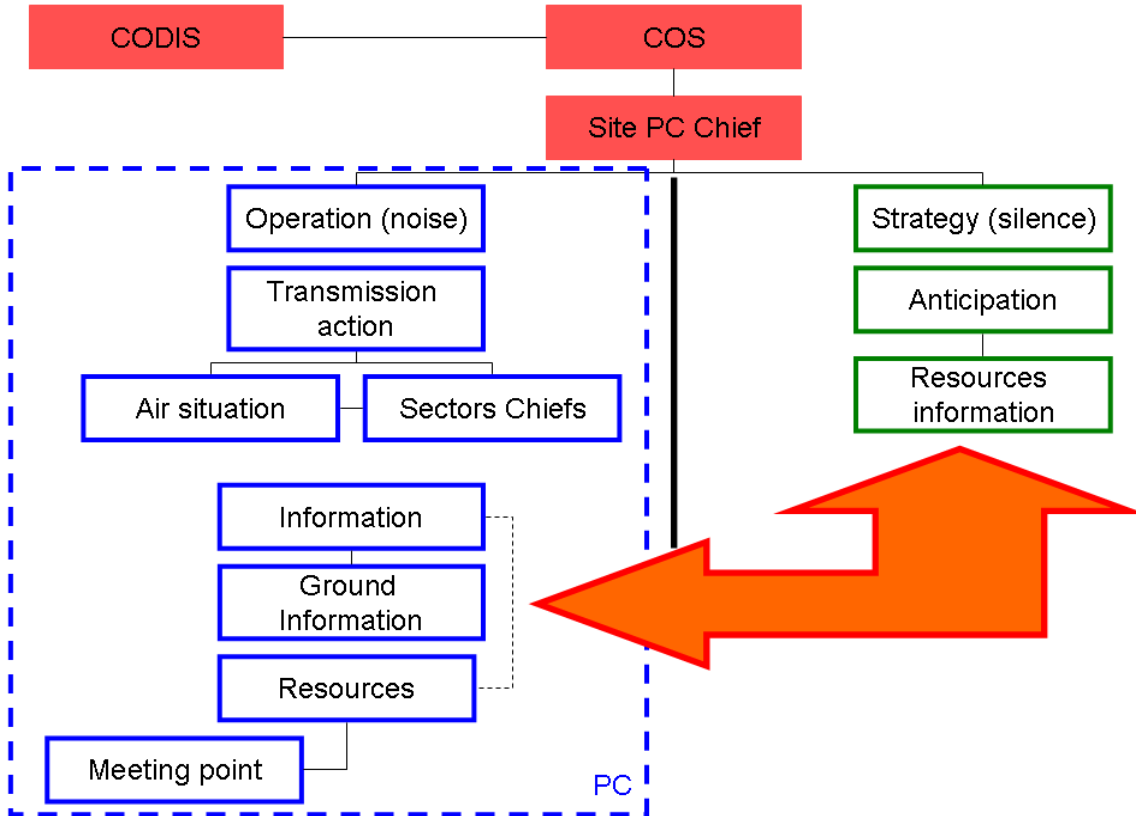 CODIS
COS
Site PC Chief
Operation (noise)
Strategy (silence)
Transmission
action
Anticipation
Air situation
Sectors Chiefs
Resources
information
Information
Ground
Information
Resources
Meeting point
PC